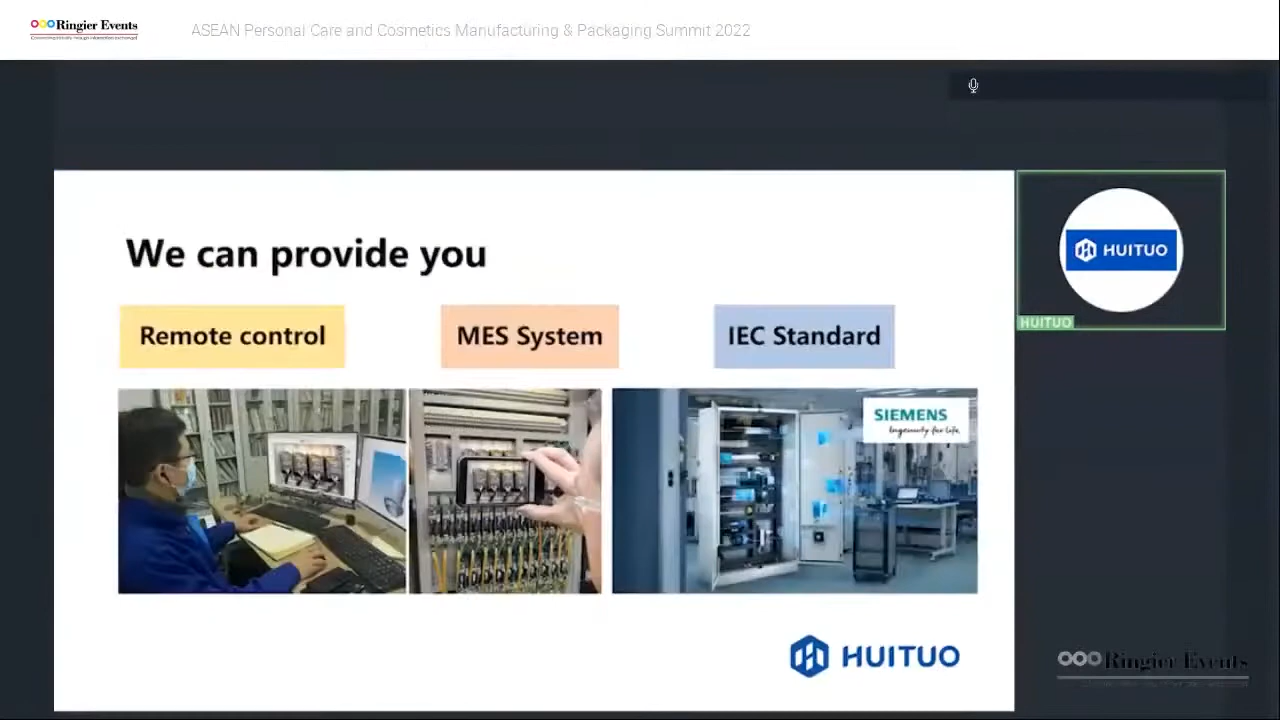 Ringier Events
ASEAN Personal Care and Cosmetics Manufacturing & Packaging Summit 2022
We can provide you
Remote control
MES System
IEC Standard
SIEMENS
Ingenuity for life
HUITUO
HUITUO
HUITUO
Ringier Events